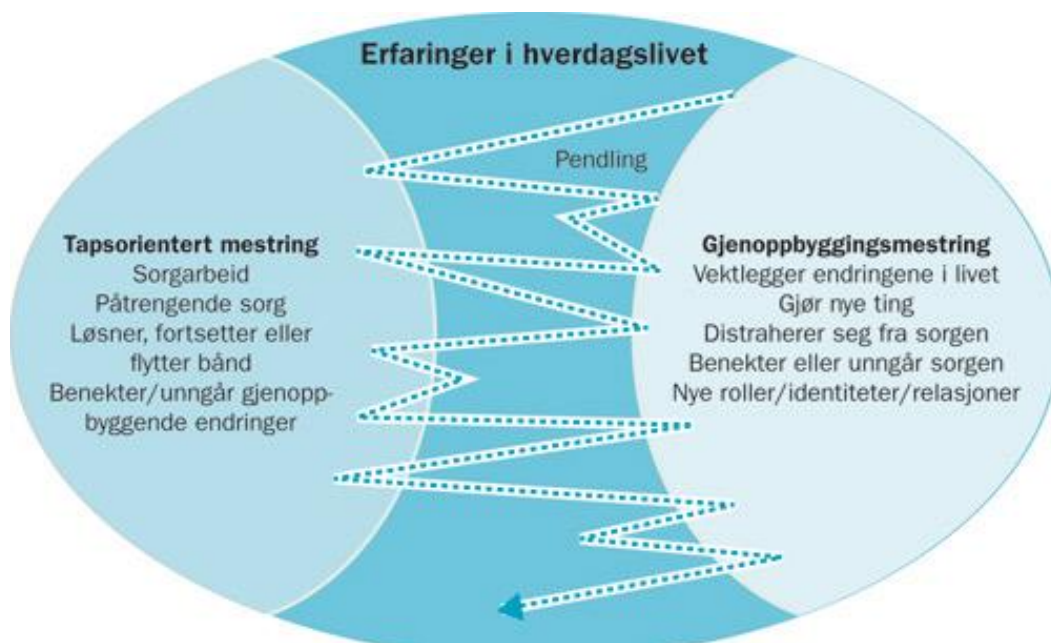 Erfaringer i hverdagslivet
Pendling
Tapsorientert mestring
Sorgarbeid
Påtrengende sorg
Løsner, fortsetter eller
flytter bånd
Benekter/unngår gjenopp-
byggende endringer
Gjenoppbyggingsmestring
Vektlegger endringene i livet
Gjør nye ting
Distraherer seg fra sorgen
Benekter eller unngår sorgen
Nye roller/identiteter/relasjoner